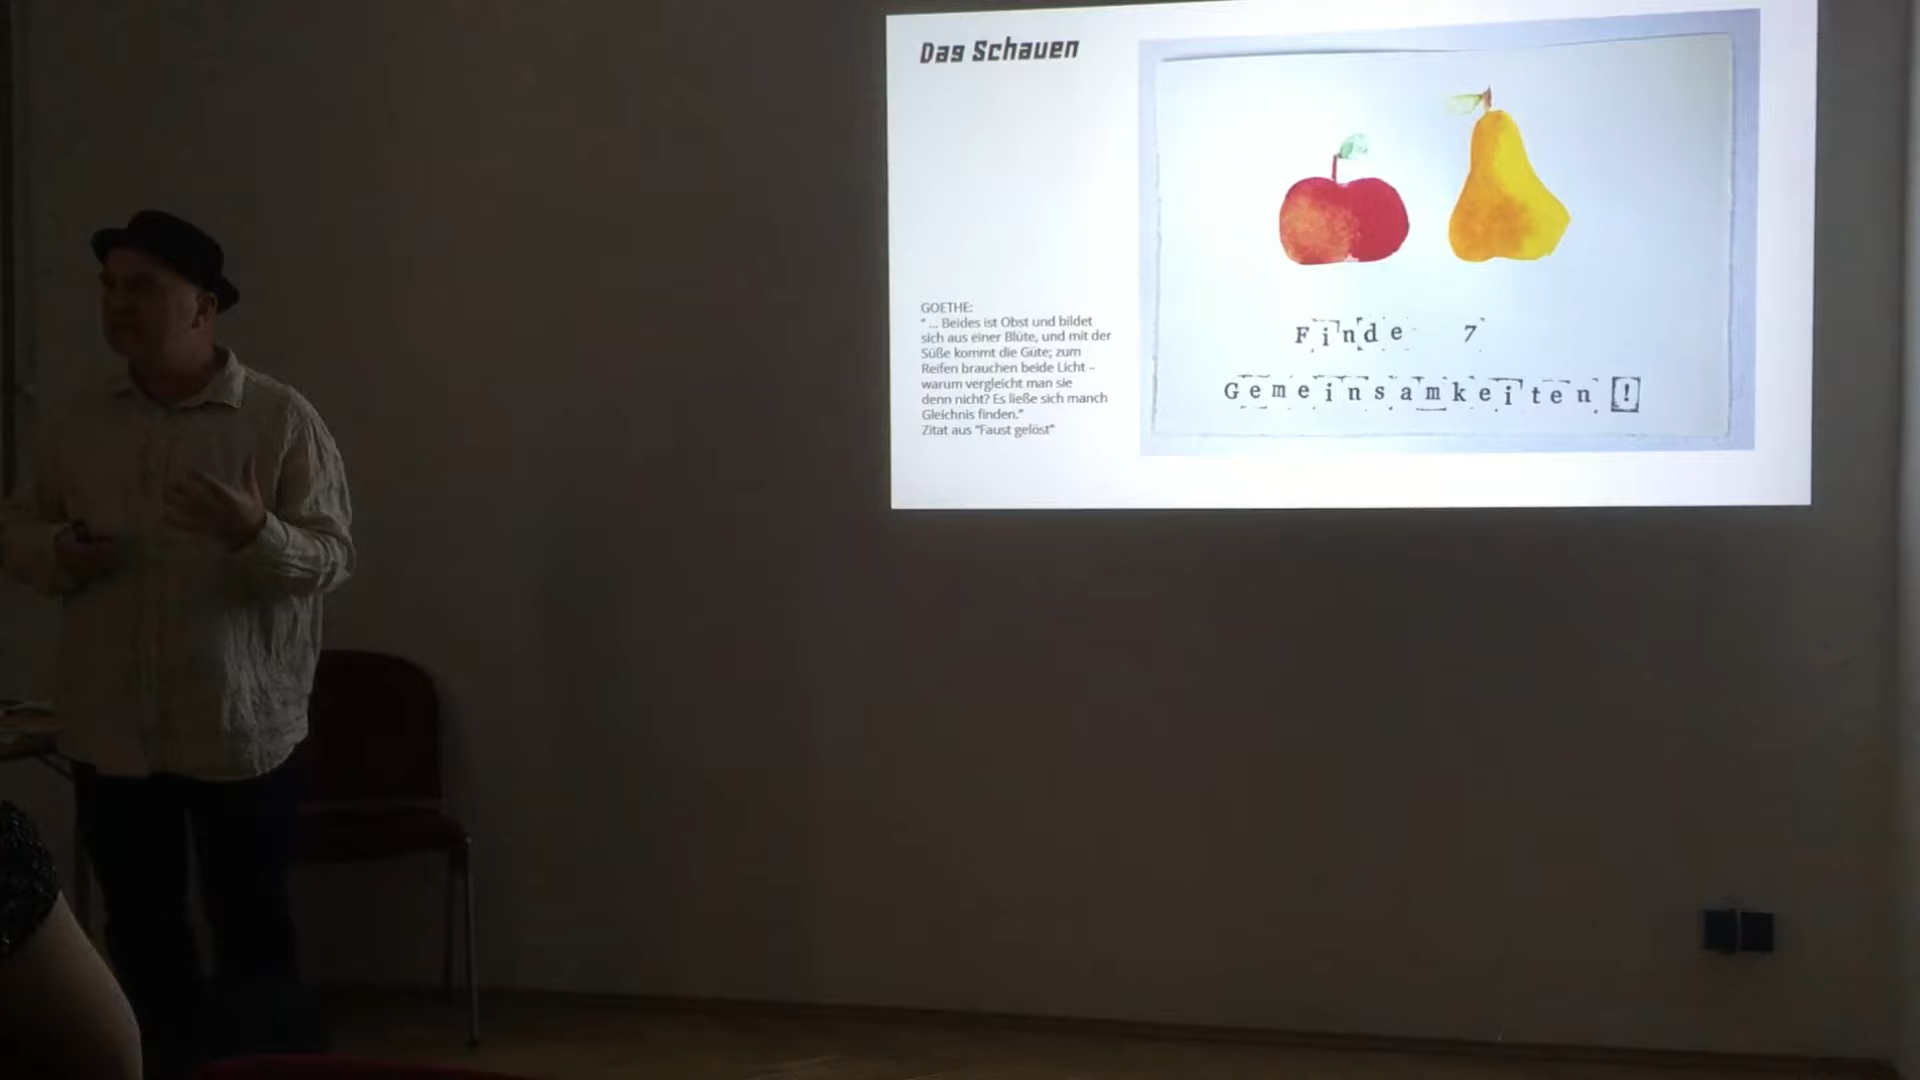 Das Schauen
GOETHE:
"... Beides ist Obst und bildet
sich aus einer Blüte, und mit der
Süße kommt die Güte; zum
Reifen brauchen beide Licht –
warum vergleicht man sie
denn nicht? Es ließe sich manch
Gleichnis finden."
Zitat aus "Faust gelöst"
Finde 7
Gemeinsamkeiten!